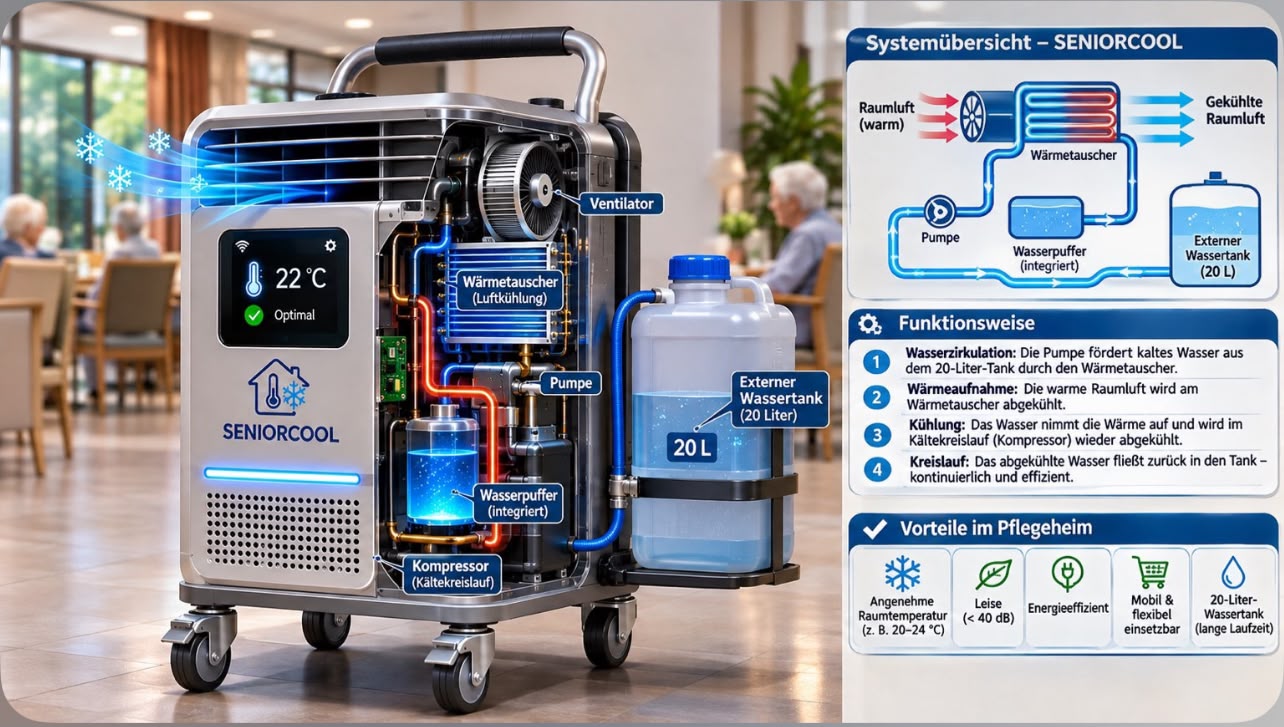 22 °C
Optimal
SENIORCOOL
Ventilator
Wärmetauscher
(Luftkühlung)
Pumpe
Externer
Wassertank
(20 Liter)
20 L
Wasserpuffer
(integriert)
Kompressor
(Kältekreislauf)
Systemübersicht – SENIORCOOL
Raumluft
(warm)
Gekühlte
Raumluft
Wärmetauscher
Pumpe
Wasserpuffer
(integriert)
Externer
Wassertank
(20 L)
Funktionsweise
1 Wasserzirkulation: Die Pumpe fördert kaltes Wasser aus
dem 20-Liter-Tank durch den Wärmetauscher.
2 Wärmeaufnahme: Die warme Raumluft wird am
Wärmetauscher abgekühlt.
3 Kühlung: Das Wasser nimmt die Wärme auf und wird im
Kältekreislauf (Kompressor) wieder abgekühlt.
4 Kreislauf: Das abgekühlte Wasser fließt zurück in den Tank –
kontinuierlich und effizient.
Vorteile im Pflegeheim
Angenehme
Raumtemperatur
(z. B. 20–24 °C)
Leise
(< 40 dB)
Energieeffizient
Mobil &
flexibel
einsetzbar
20-Liter-
Wassertank
(lange Laufzeit)